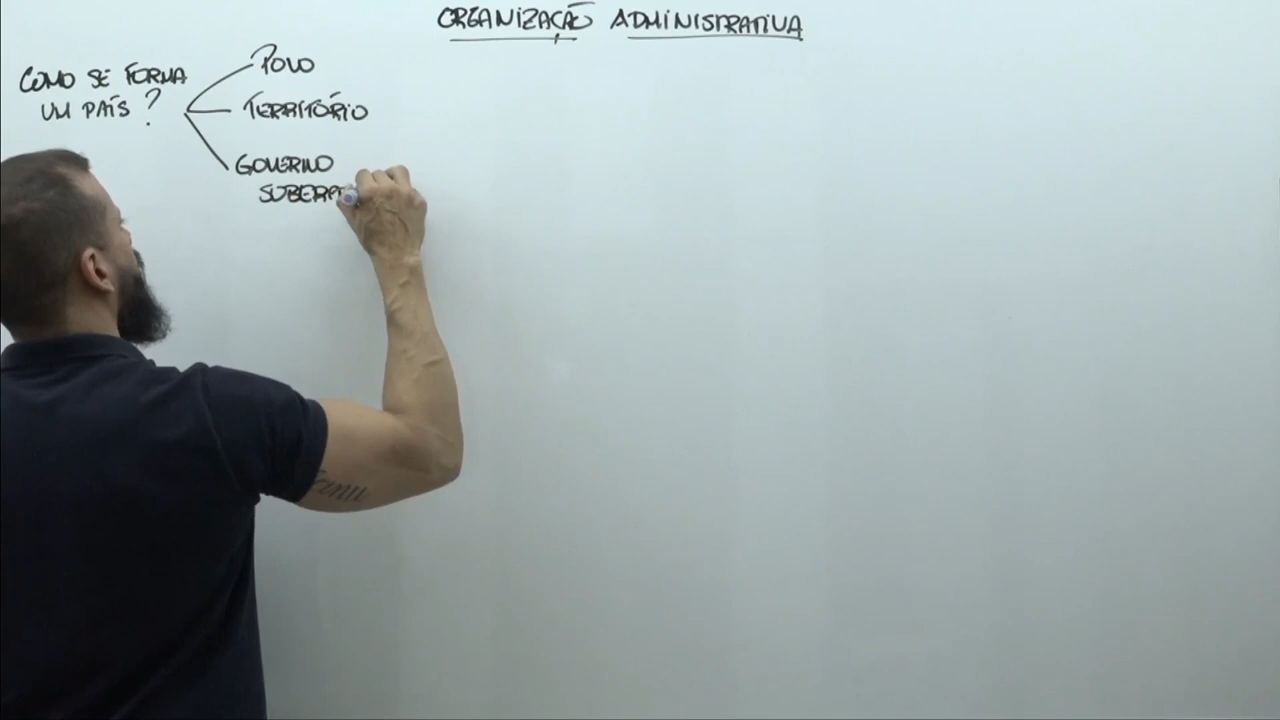 ORGANIZAÇÃO ADMINISTRATIVA
COMO SE FORMA
UM PAÍS?
POVO
TERRITÓRIO
GOVERNO